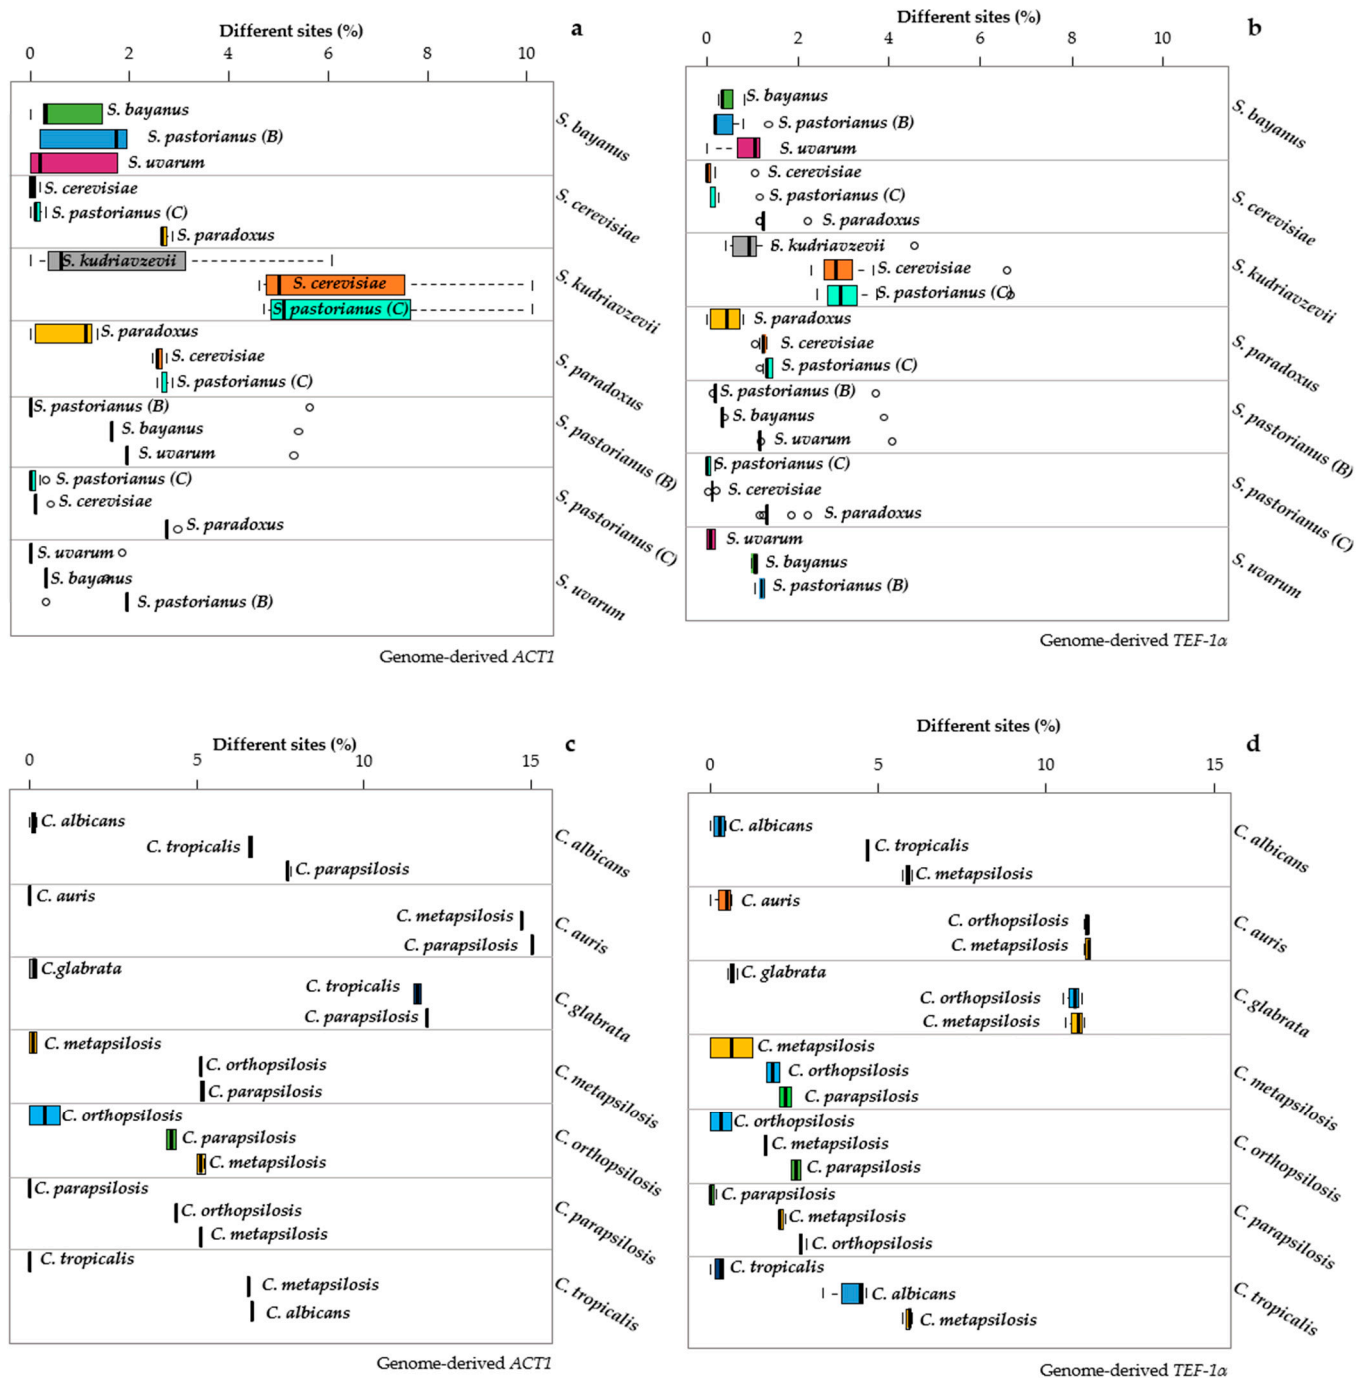 Different sites (%)
a
0 2 4 6 8 10
S. bayanus
S. pastorianus (B)
S. uvarum
S. bayanus
S. cerevisiae
S. pastorianus (C)
S. paradoxus
S. cerevisiae
S. kudriavzevii
S. cerevisiae
S. pastorianus (C)
S. kudriavzevii
S. paradoxus
S. cerevisiae
S. pastorianus (C)
S. paradoxus
S. pastorianus (B)
S. bayanus
S. uvarum
S. pastorianus (B)
S. pastorianus (C)
S. cerevisiae
S. paradoxus
S. pastorianus (C)
S. uvarum
S. bayanus
S. pastorianus (B)
S. uvarum
Genome-derived ACT1
Different sites (%)
b
0 2 4 6 8 10
S. bayanus
S. pastorianus (B)
S. uvarum
S. bayanus
S. cerevisiae
S. pastorianus (C)
S. paradoxus
S. cerevisiae
S. kudriavzevii
S. cerevisiae
S. pastorianus (C)
S. kudriavzevii
S. paradoxus
S. cerevisiae
S. pastorianus (C)
S. paradoxus
S. pastorianus (B)
S. bayanus
S. uvarum
S. pastorianus (B)
S. pastorianus (C)
S. cerevisiae
S. paradoxus
S. pastorianus (C)
S. uvarum
S. bayanus
S. pastorianus (B)
S. uvarum
Genome-derived TEF-1α
Different sites (%)
c
0 5 10 15
C. albicans
C. tropicalis
C. parapsilosis
C. albicans
C. auris
C. metapsilosis
C. parapsilosis
C. auris
C.glabrata
C. tropicalis
C. parapsilosis
C. glabrata
C. metapsilosis
C. orthopsilosis
C. parapsilosis
C. metapsilosis
C. orthopsilosis
C. parapsilosis
C. metapsilosis
C. orthopsilosis
C. parapsilosis
C. orthopsilosis
C. metapsilosis
C. parapsilosis
C. tropicalis
C. metapsilosis
C. albicans
C. tropicalis
Genome-derived ACT1
Different sites (%)
d
0 5 10 15
C. albicans
C. tropicalis
C. metapsilosis
C. albicans
C. auris
C. orthopsilosis
C. metapsilosis
C. auris
C. glabrata
C. orthopsilosis
C. metapsilosis
C. glabrata
C. metapsilosis
C. orthopsilosis
C. parapsilosis
C. metapsilosis
C. orthopsilosis
C. metapsilosis
C. parapsilosis
C. orthopsilosis
C. parapsilosis
C. metapsilosis
C. orthopsilosis
C. parapsilosis
C. tropicalis
C. albicans
C. metapsilosis
C. tropicalis
Genome-derived TEF-1α